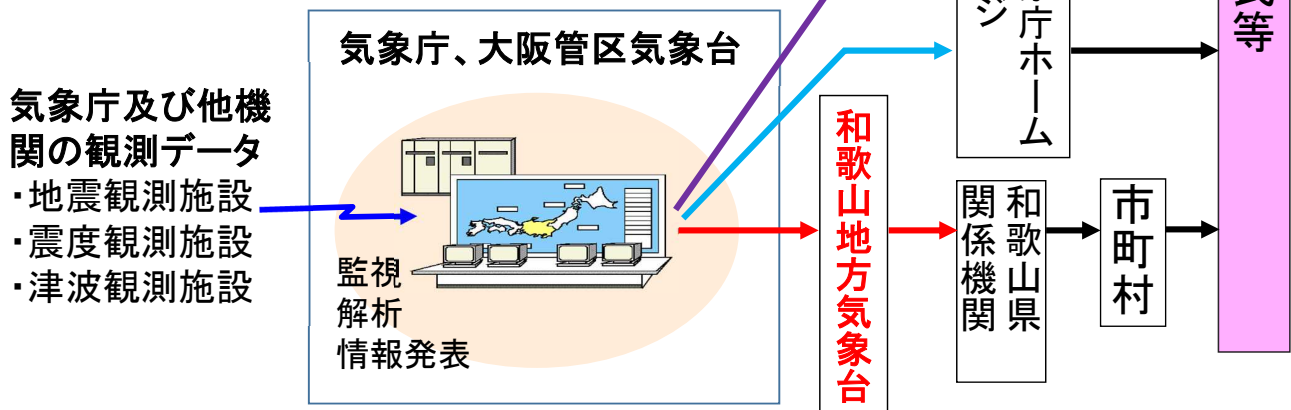 気象庁及び他機
関の観測データ
・地震観測施設
・震度観測施設
・津波観測施設
気象庁、大阪管区気象台
監視
解析
情報発表
和歌山地方気象台
庁ホーム
ジ
和歌山県
関係機関
市町村
等